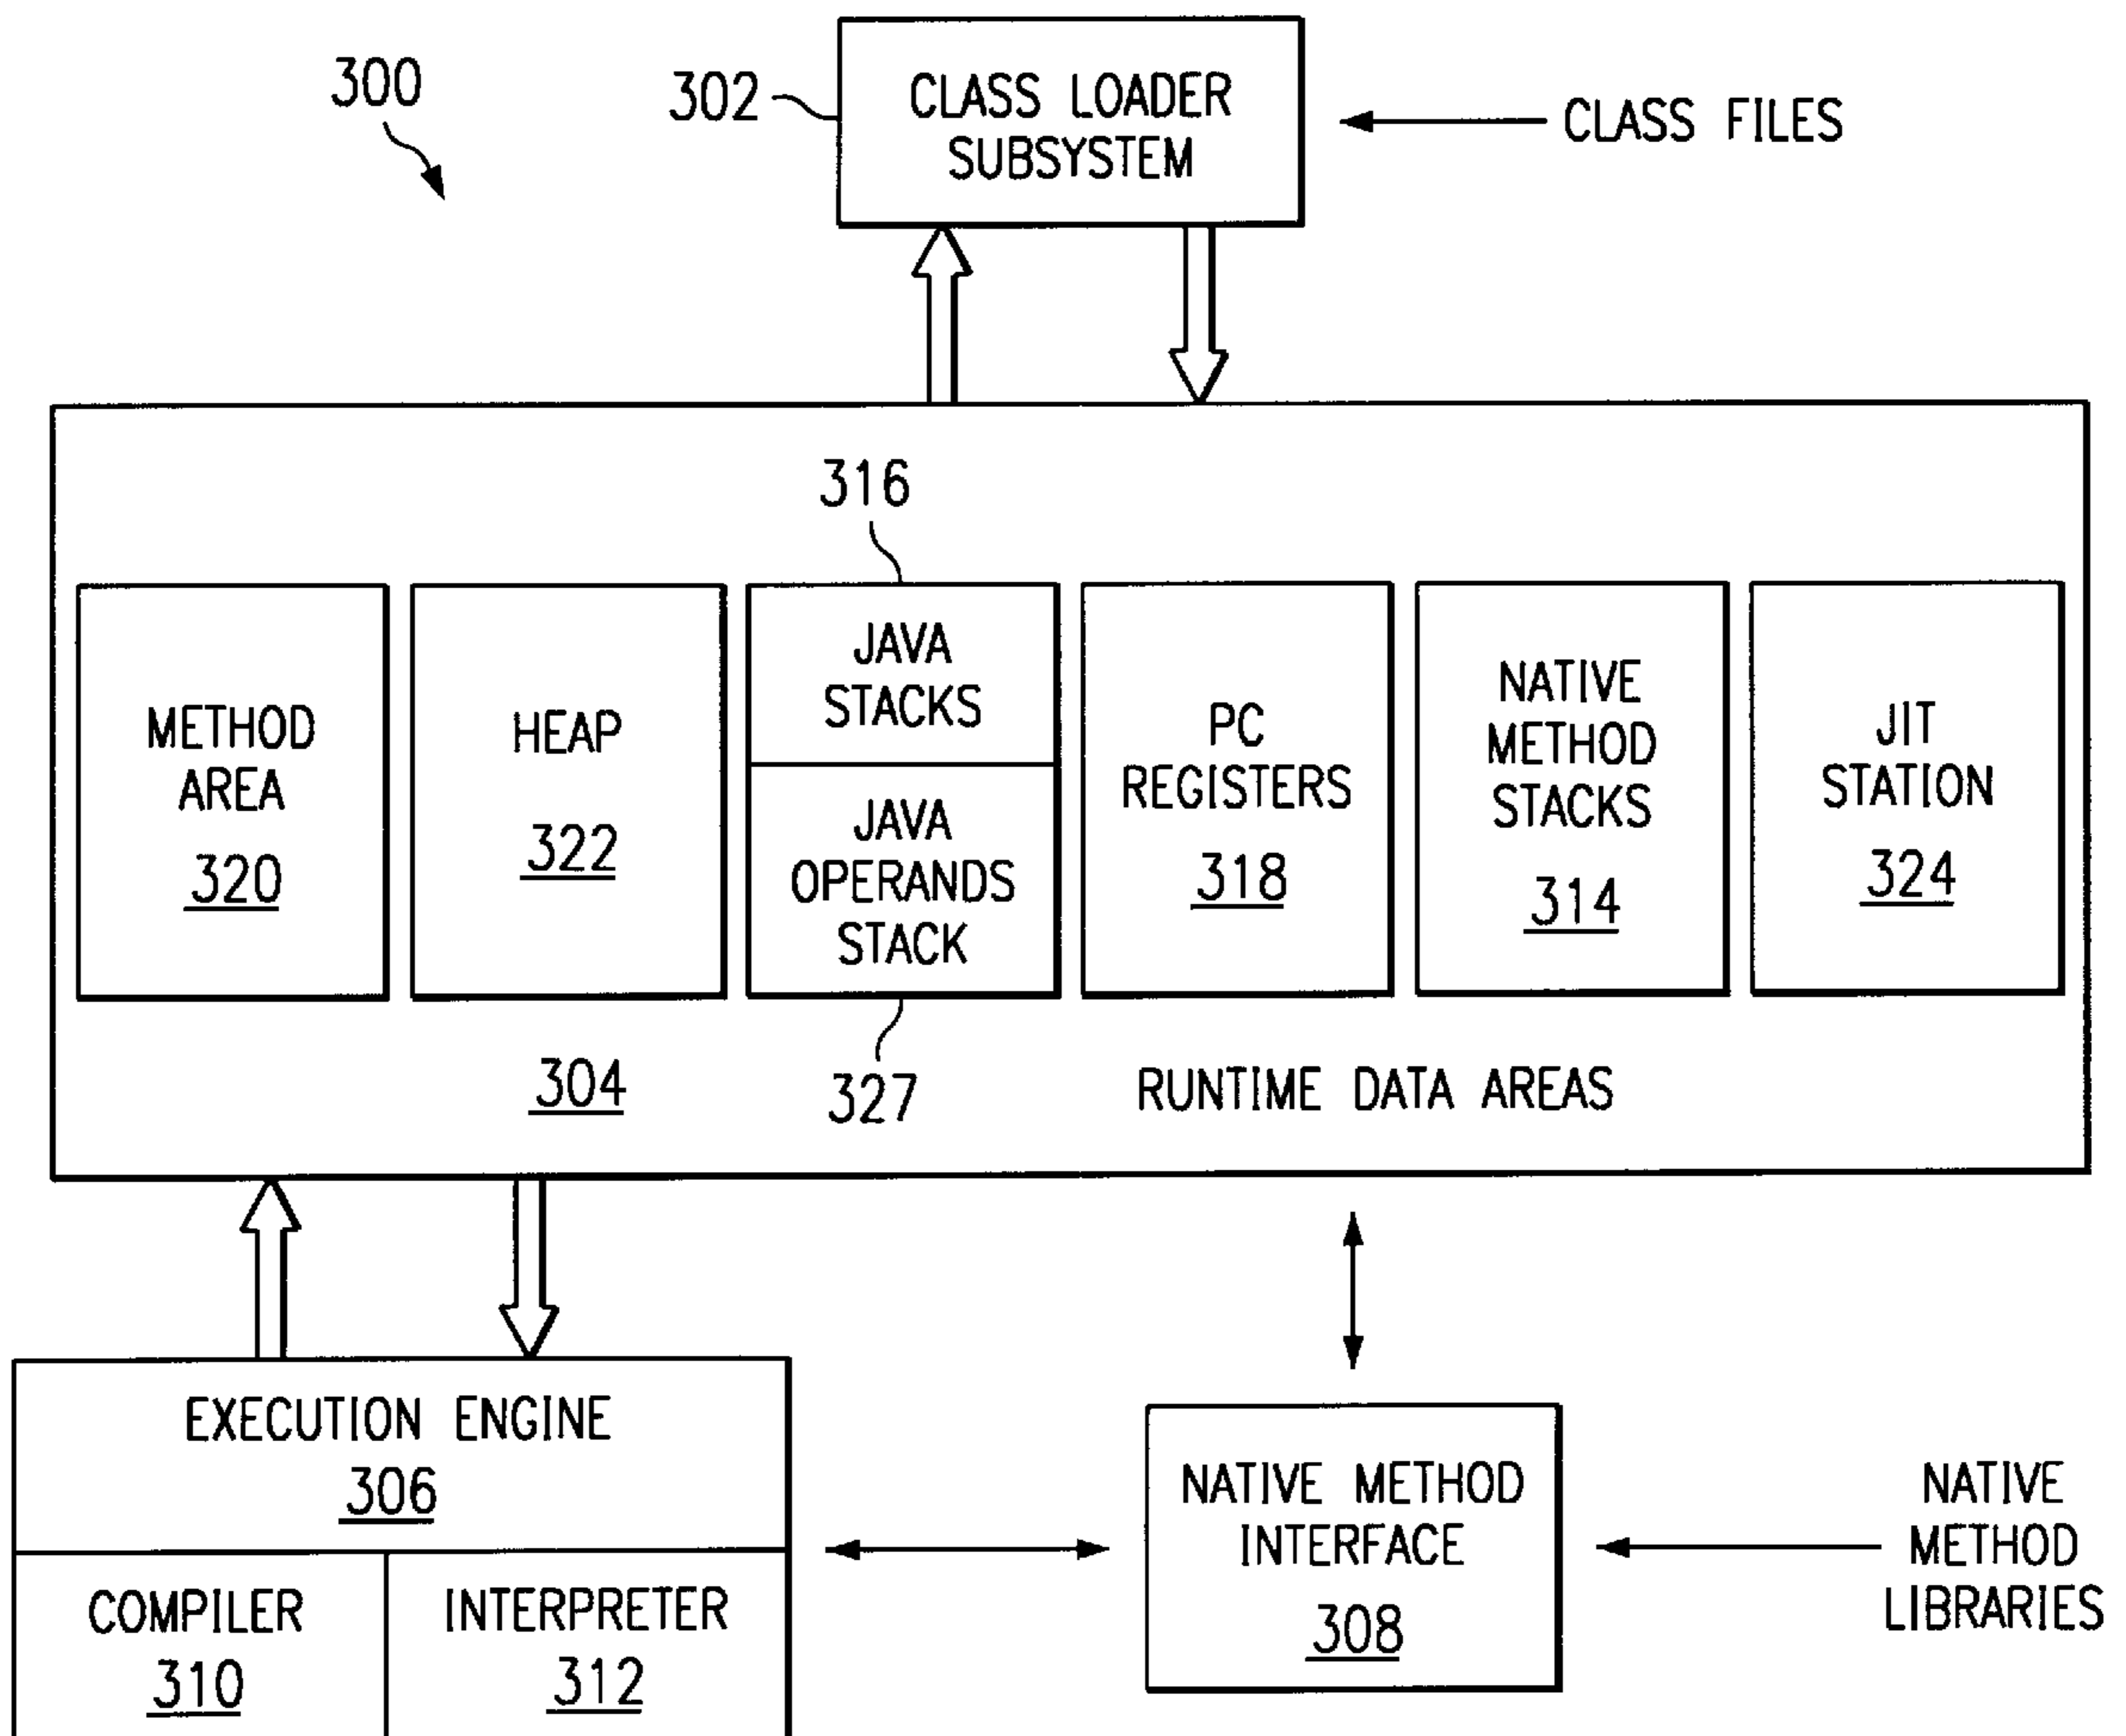 300
302
CLASS LOADER
SUBSYSTEM
CLASS FILES
316
METHOD
AREA
320
HEAP
322
JAVA
STACKS
JAVA
OPERANDS
STACK
327
PC
REGISTERS
318
NATIVE
METHOD
STACKS
314
JIT
STATION
324
304
RUNTIME DATA AREAS
EXECUTION ENGINE
306
COMPILER
310
INTERPRETER
312
NATIVE METHOD
INTERFACE
308
NATIVE
METHOD
LIBRARIES